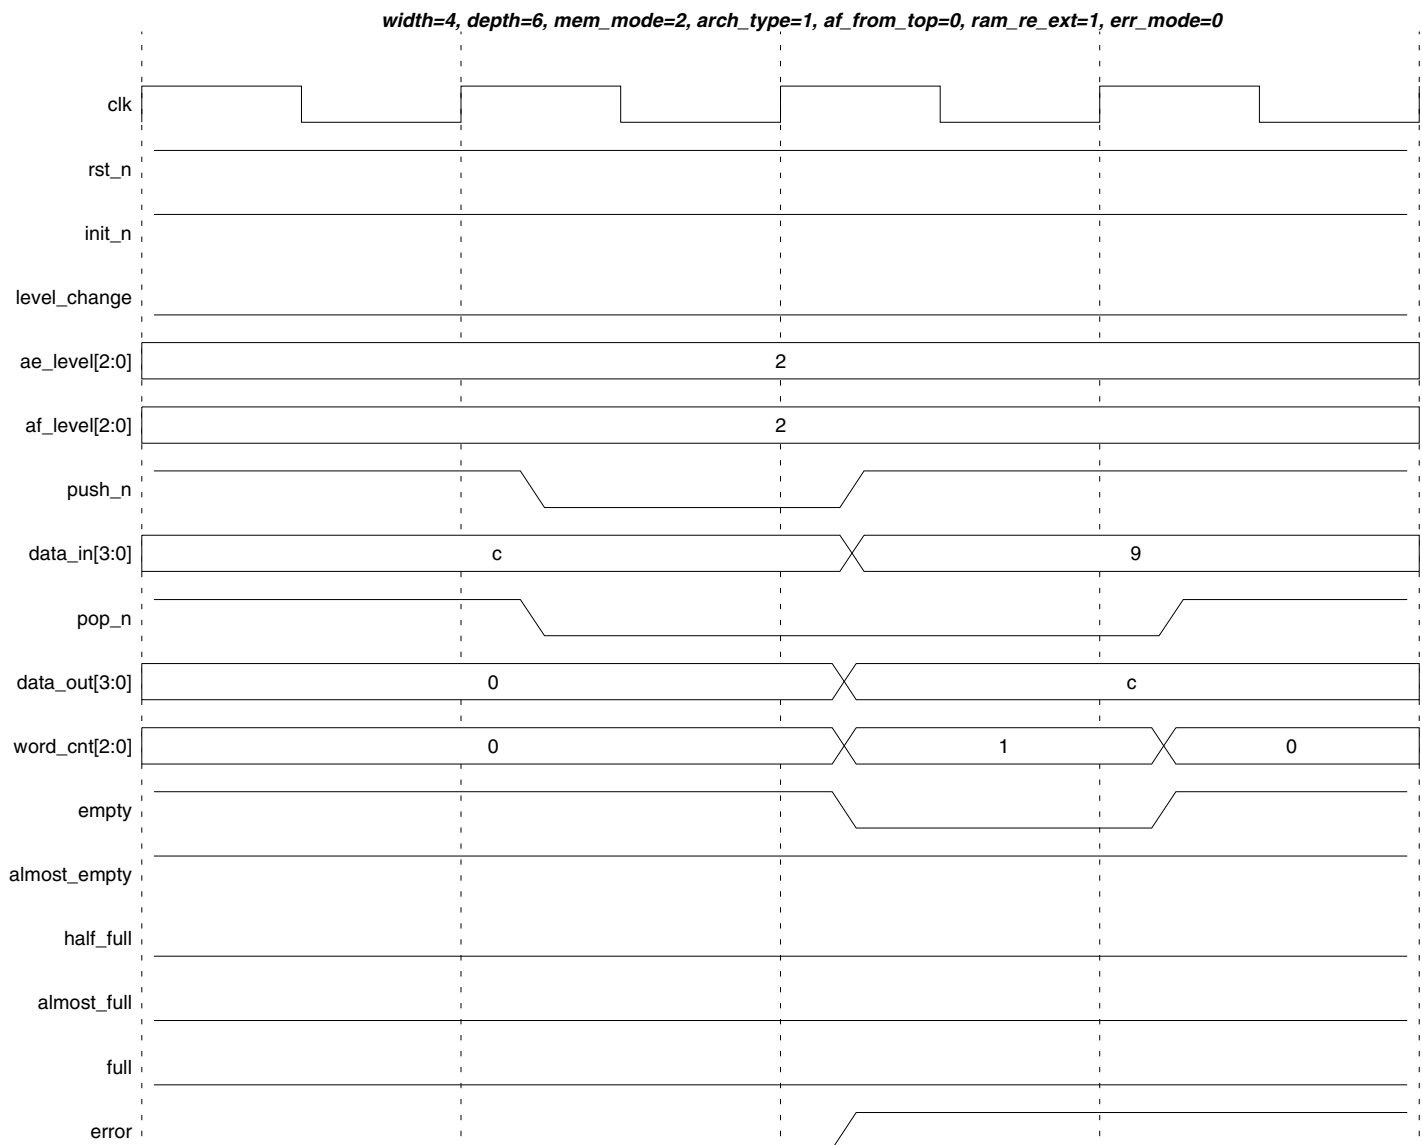 width=4, depth=6, mem_mode=2, arch_type=1, af_from_top=0, ram_re_ext=1, err_mode=0
clk
rst_n
init_n
level_change
ae_level[2:0] 2
af_level[2:0] 2
push_n
data_in[3:0] c 9
pop_n
data_out[3:0] 0 c
word_cnt[2:0] 0 1 0
empty
almost_empty
half_full
almost_full
full
error